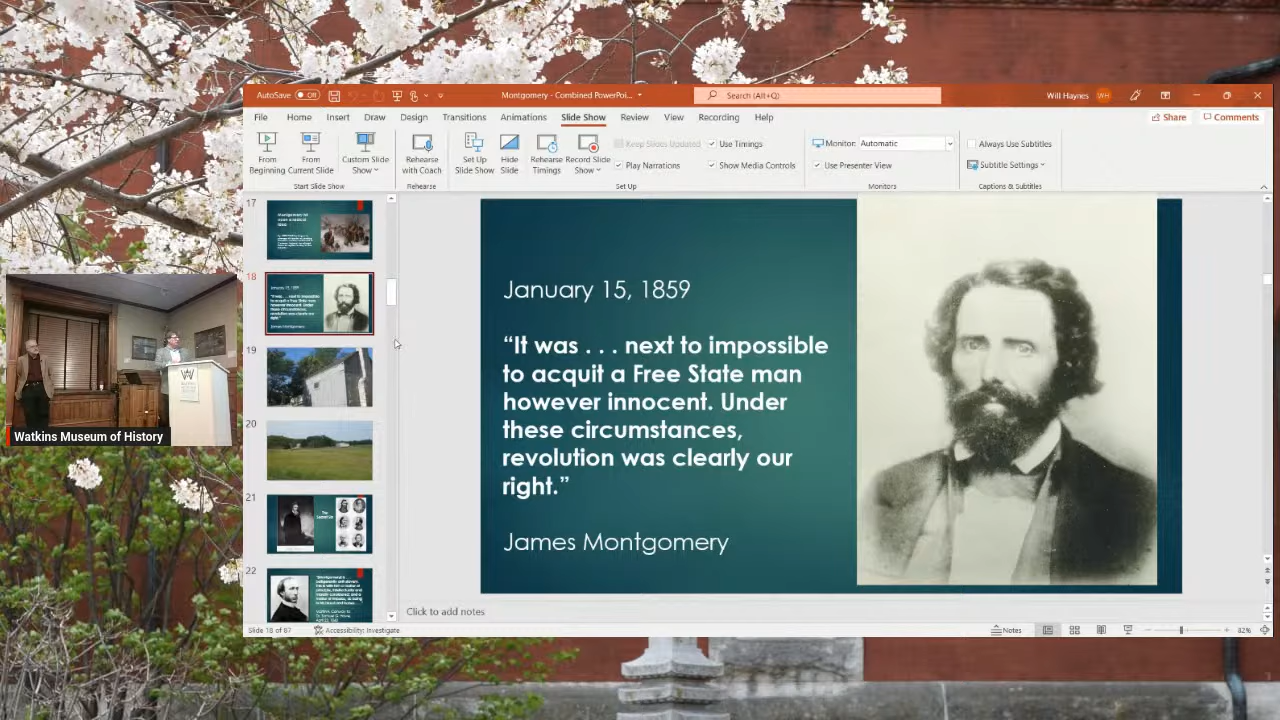 AutoSave Off
Montgomery - Combined PowerPoi...
Search (Alt+Q)
Will Haynes WH
File Home Insert Draw Design Transitions Animations Slide Show Review View Recording Help
Share Comments
From Beginning
From Current Slide
Custom Slide Show
Start Slide Show
Rehearse with Coach
Rehearse
Set Up Slide Show
Hide Slide
Rehearse Timings
Record Slide Show
Keep Slides Updated
Play Narrations
Use Timings
Show Media Controls
Set Up
Monitor: Automatic
Use Presenter View
Monitors
Always Use Subtitles
Subtitle Settings
Captions & Subtitles
17
18
19
20
21
22
January 15, 1859
“It was . . . next to impossible
to acquit a Free State man
however innocent. Under
these circumstances,
revolution was clearly our
right.”
James Montgomery
Watkins Museum of History
Click to add notes
Slide 18 of 67
Accessibility: Investigate
Notes
82%